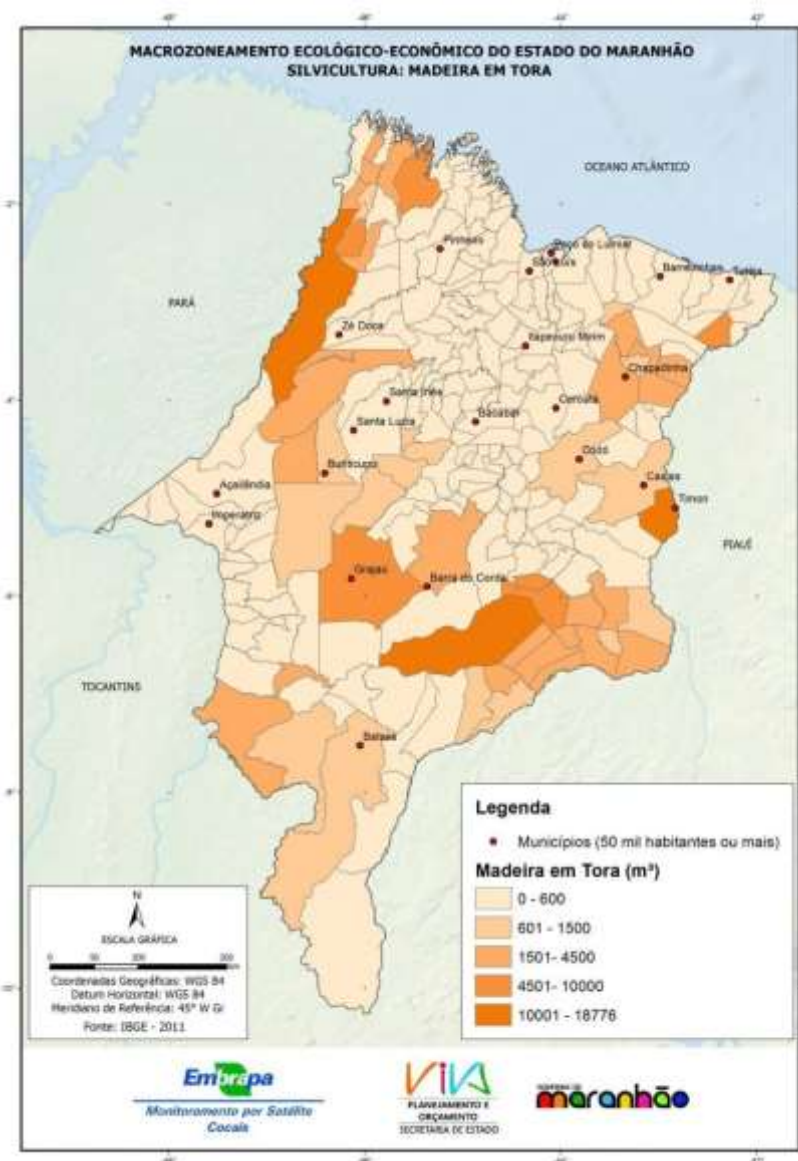 MACROZONEAMENTO ECOLÓGICO-ECONÔMICO DO ESTADO DO MARANHÃO
SILVICULTURA: MADEIRA EM TORA
OCEANO ATLÂNTICO
Pinheiro
São Luís
Barreirinhas
Tutóia
PARÁ
Zé Doca
Itapecuru Mirim
Chapadinha
Santa Inês
Bacabal
Santa Luzia
Codó
Buriticupu
Caxias
Açailândia
Timon
Imperatriz
PIAUÍ
Grajaú
Barra do Corda
TOCANTINS
Balsas
Legenda
Municípios (50 mil habitantes ou mais)
Madeira em Tora (m³)
0 - 600
601 - 1500
1501- 4500
4501- 10000
10001 - 18776
N
ESCALA GRÁFICA
Coordenadas Geográficas: WGS 84
Datum Horizontal: WGS 84
Meridiano de Referência: 45° W Gr
Fonte: IBGE - 2011
Embrapa
Monitoramento por Satélite
Cocais
VIVA
PLANEJAMENTO E
ORÇAMENTO
SECRETARIA DE ESTADO
maranhão